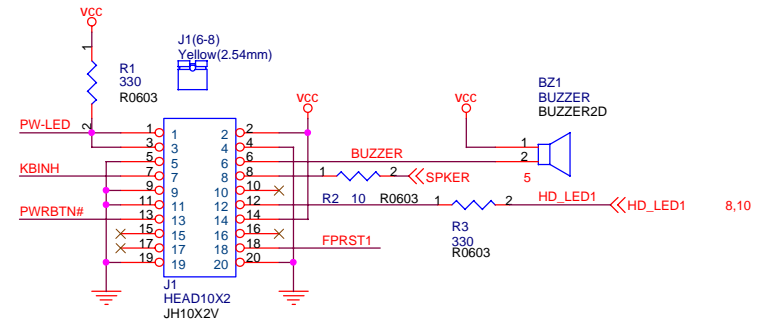 VCC
J1(6-8)
Yellow(2.54mm)
1
R1
330
R0603
2
VCC
VCC
BZ1
BUZZER
BUZZER2D
PW-LED
1 1 2 2
3 3 4 4
BUZZER
1
2
5 5 6 6
KBINH
7 7 8 8
1 2
SPKER
5
9 9 10 10
R2 10 R0603
11 11 12 12
1 2
HD_LED1
HD_LED1
8,10
PWRBTN#
13 13 14 14
R3
330
R0603
15 15 16 16
17 17 18 18
FPRST1
19 19 20 20
J1
HEAD10X2
JH10X2V